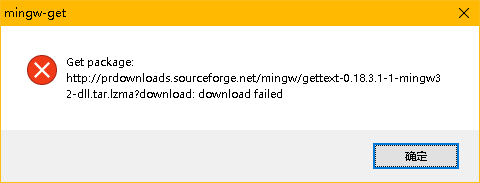 mingw-get
Get package:
http://prdownloads.sourceforge.net/mingw/gettext-0.18.3.1-1-mingw3
2-dll.tar.lzma?download: download failed
确定